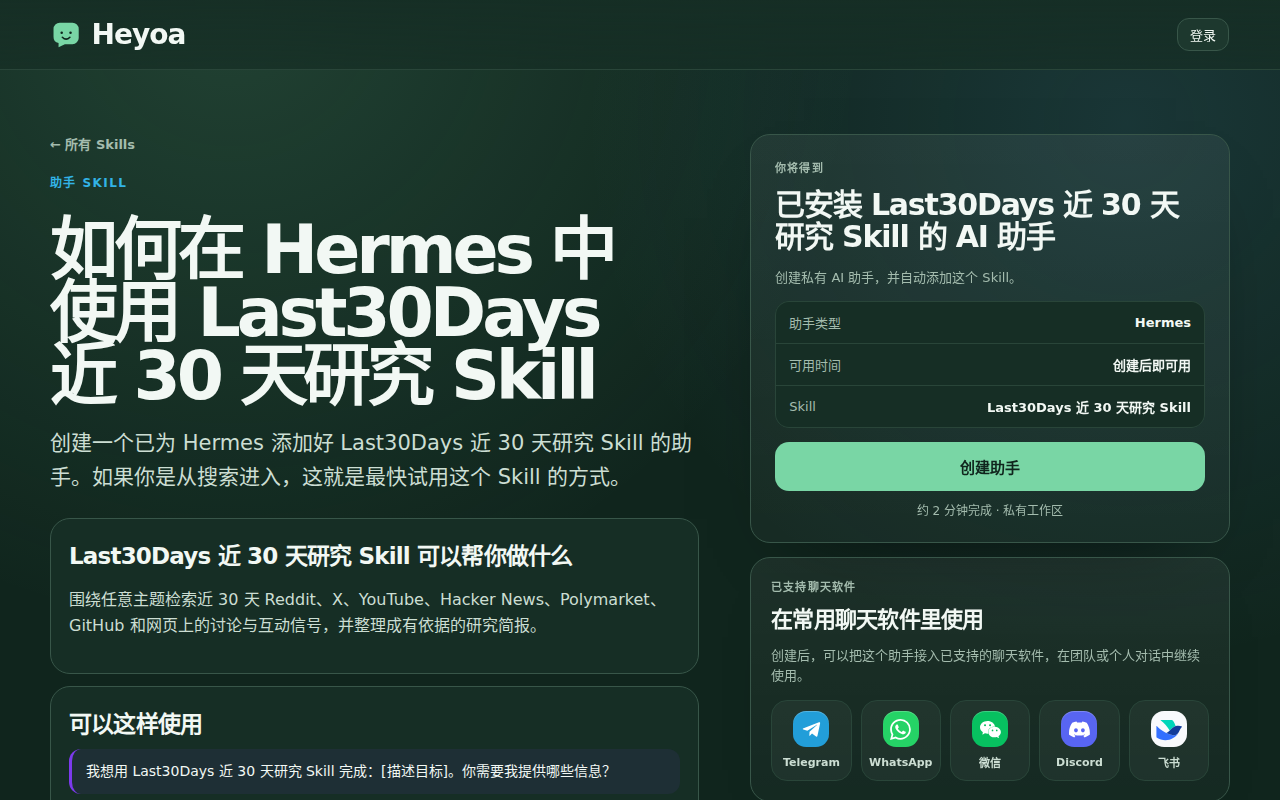 Heyoa
登录
← 所有 Skills
助手 SKILL
如何在 Hermes 中
使用 Last30Days
近 30 天研究 Skill
创建一个已为 Hermes 添加好 Last30Days 近 30 天研究 Skill 的助
手。如果你是从搜索进入，这就是最快试用这个 Skill 的方式。
Last30Days 近 30 天研究 Skill 可以帮你做什么
围绕任意主题检索近 30 天 Reddit、X、YouTube、Hacker News、Polymarket、
GitHub 和网页上的讨论与互动信号，并整理成有依据的研究简报。
可以这样使用
我想用 Last30Days 近 30 天研究 Skill 完成：[描述目标]。你需要我提供哪些信息？
你将得到
已安装 Last30Days 近 30 天
研究 Skill 的 AI 助手
创建私有 AI 助手，并自动添加这个 Skill。
助手类型
Hermes
可用时间
创建后即可用
Skill
Last30Days 近 30 天研究 Skill
创建助手
约 2 分钟完成 · 私有工作区
已支持聊天软件
在常用聊天软件里使用
创建后，可以把这个助手接入已支持的聊天软件，在团队或个人对话中继续
使用。
Telegram
WhatsApp
微信
Discord
飞书